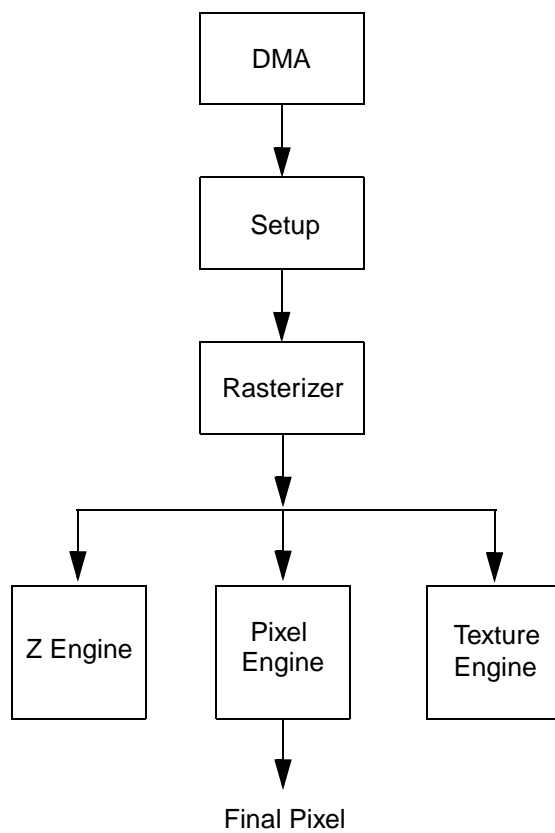 DMA
Setup
Rasterizer
Z Engine
Pixel
Engine
Texture
Engine
Final Pixel